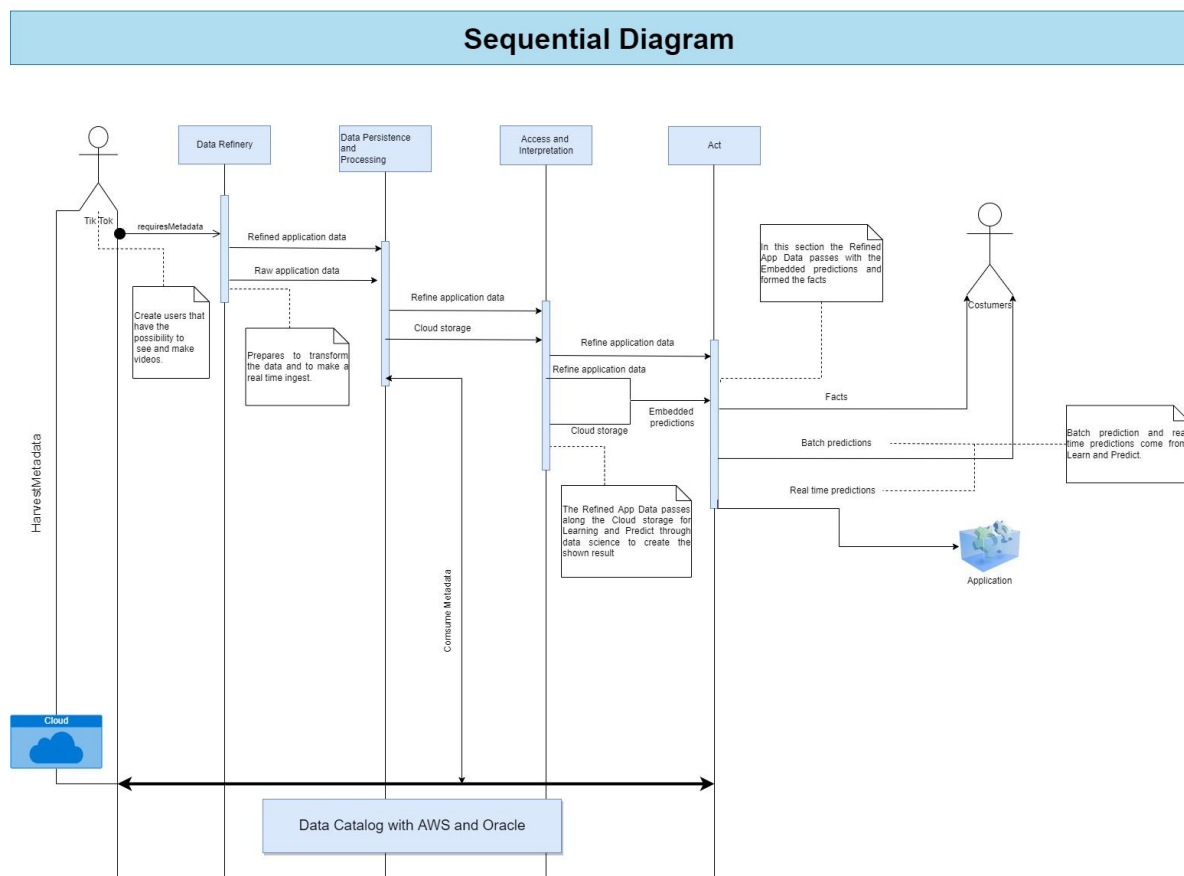 Sequential Diagram
Data Refinery
Data Persistence
and
Processing
Access and
Interpretation
Act
Tik Tok
requiresMetadata
Refined application data
Raw application data
Create users that
have the
possibility to
see and make
videos.
Prepares to transform
the data and to make a
real time ingest.
Refine application data
Cloud storage
Refine application data
Refine application data
Embedded
predictions
Cloud storage
In this section the Refined
App Data passes with the
Embedded predictions and
formed the facts
Costumers
Facts
Batch predictions
Real time predictions
Batch prediction and real
time predictions come from
Learn and Predict.
The Refined App Data passes
along the Cloud storage for
Learning and Predict through
data science to create the
shown result
Application
HarvestMetadata
Comsume Metadata
Cloud
Data Catalog with AWS and Oracle